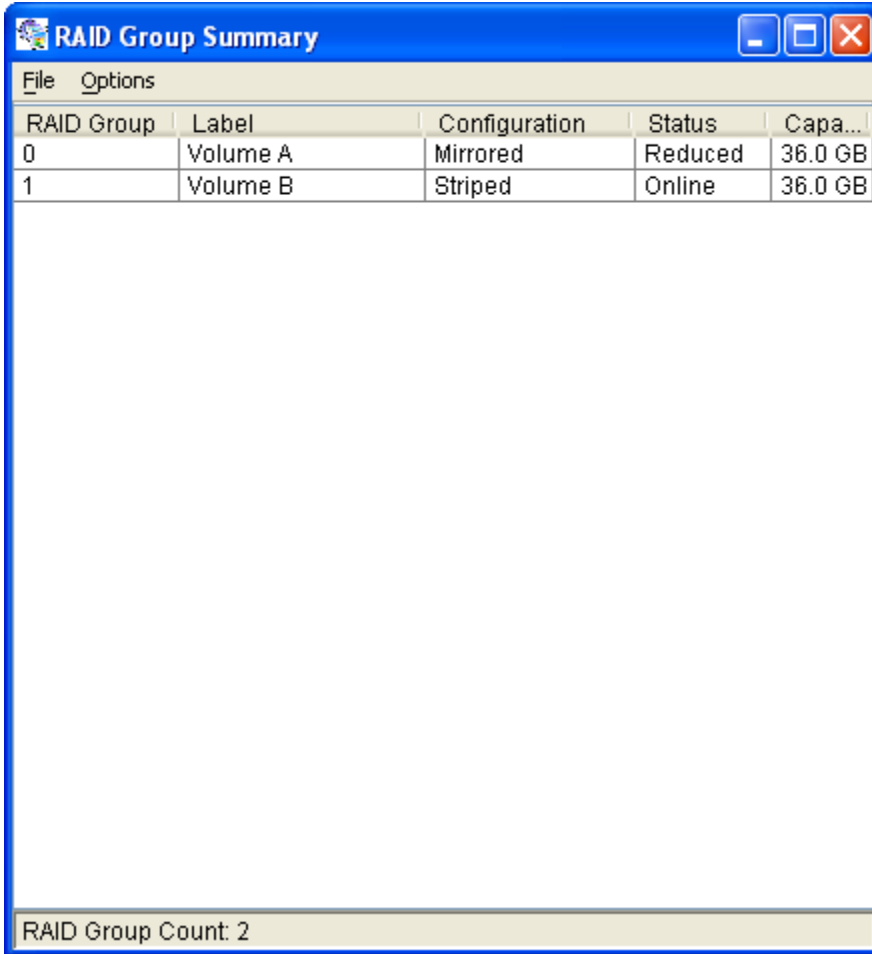 RAID Group Summary
File Options
RAID Group Label Configuration Status Capa...
0 Volume A Mirrored Reduced 36.0 GB
1 Volume B Striped Online 36.0 GB
RAID Group Count: 2